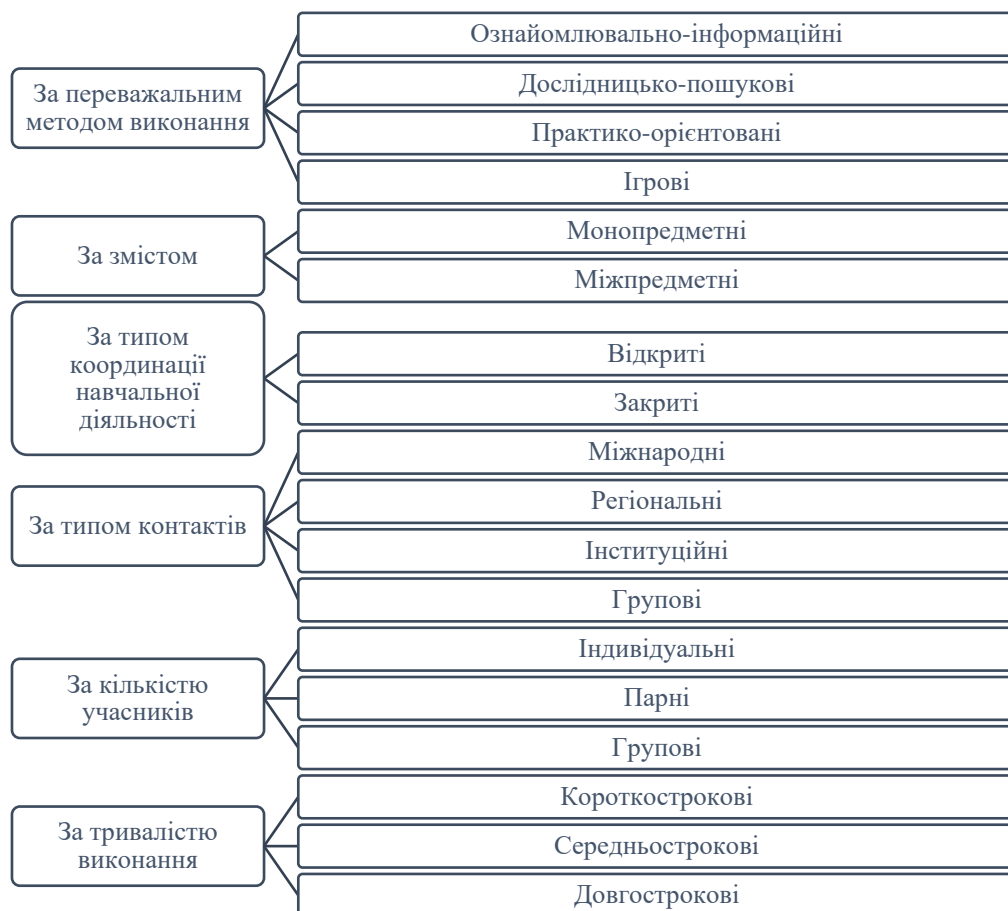 За переважальним
методом виконання
Ознайомлювально-інформаційні
Дослідницько-пошукові
Практико-орієнтовані
Ігрові
За змістом
Монопредметні
Міжпредметні
За типом
координації
навчальної
діяльності
Відкриті
Закриті
За типом контактів
Міжнародні
Регіональні
Інституційні
Групові
За кількістю
учасників
Індивідуальні
Парні
Групові
За тривалістю
виконання
Короткострокові
Середньострокові
Довгострокові